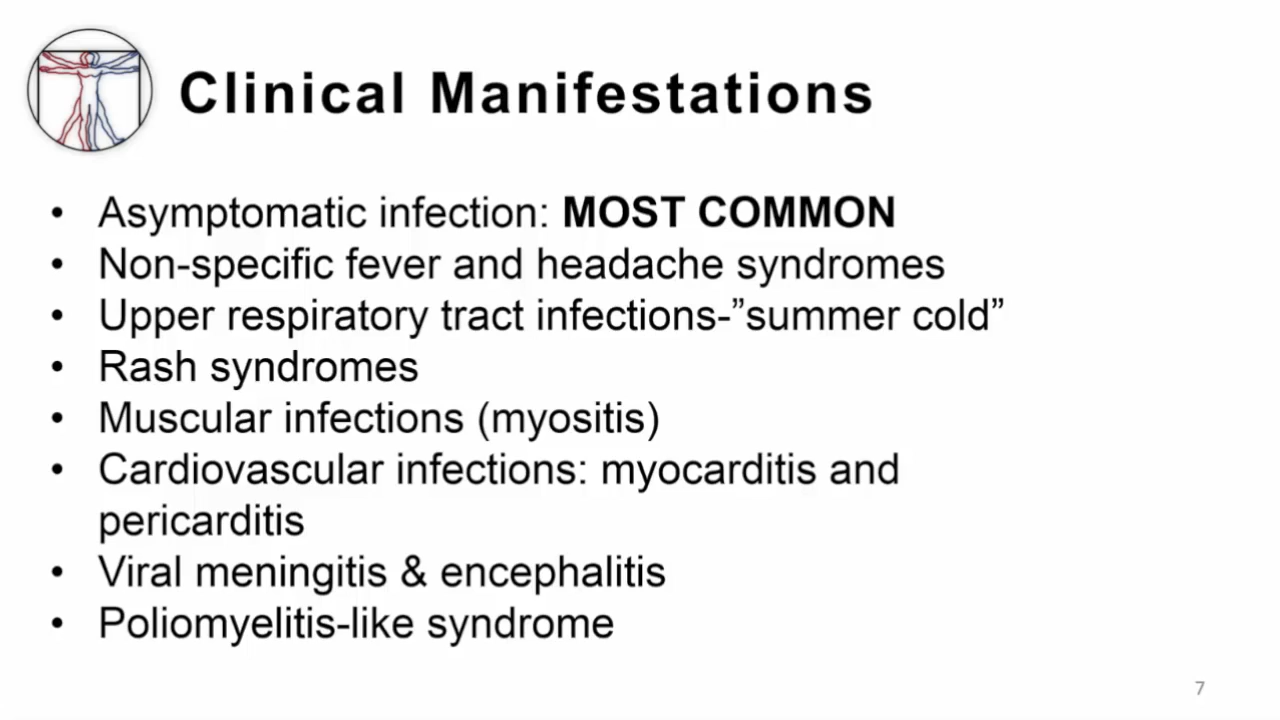 Clinical Manifestations
• Asymptomatic infection: MOST COMMON
• Non-specific fever and headache syndromes
• Upper respiratory tract infections-”summer cold”
• Rash syndromes
• Muscular infections (myositis)
• Cardiovascular infections: myocarditis and
pericarditis
• Viral meningitis & encephalitis
• Poliomyelitis-like syndrome
7